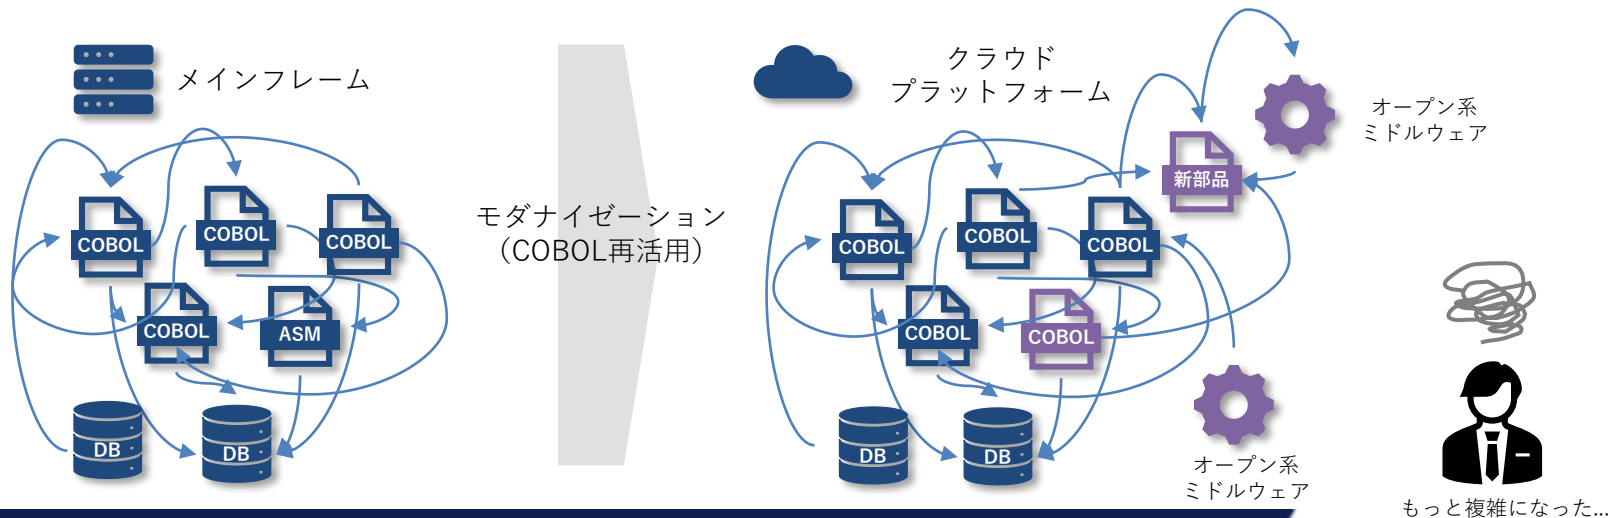 メインフレーム
COBOL
COBOL
COBOL
COBOL
ASM
DB
DB
モダナイゼーション
（COBOL再活用）
クラウド
プラットフォーム
オープン系
ミドルウェア
新部品
COBOL
COBOL
COBOL
COBOL
COBOL
DB
DB
オープン系
ミドルウェア
もっと複雑になった...